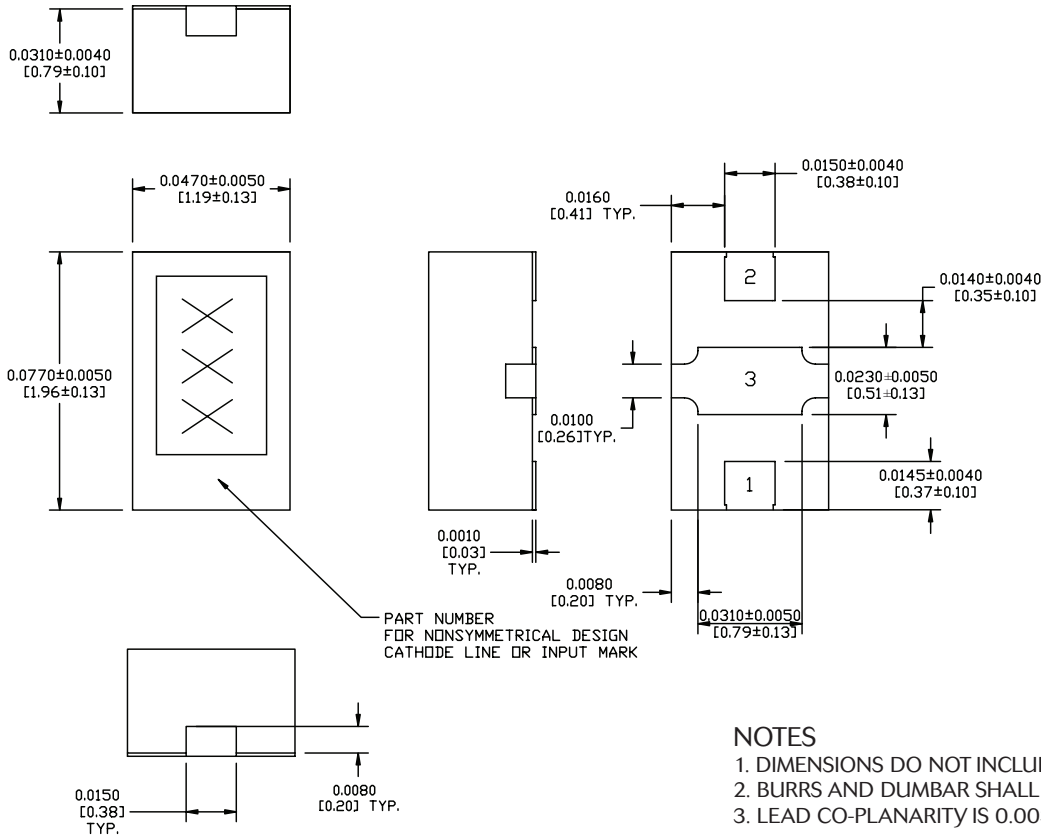 0.0310±0.0040
[0.79±0.10]
0.0470±0.0050
[1.19±0.13]
0.0150±0.0040
[0.38±0.10]
0.0160
[0.41] TYP.
2
0.0140±0.0040
[0.35±0.10]
0.0770±0.0050
[1.96±0.13]
3
0.0230±0.0050
[0.51±0.13]
0.0100
[0.26]TYP.
1
0.0145±0.0040
[0.37±0.10]
0.0010
[0.03]
TYP.
0.0080
[0.20] TYP.
0.0310±0.0050
[0.79±0.13]
PART NUMBER
FOR NONSYMMETRICAL DESIGN
CATHODE LINE OR INPUT MARK
0.0150
[0.38]
TYP.
0.0080
[0.20] TYP.
NOTES
1. DIMENSIONS DO NOT
2. BURRS AND DUMBAR SHALL
3. LEAD CO-PLANARITY IS